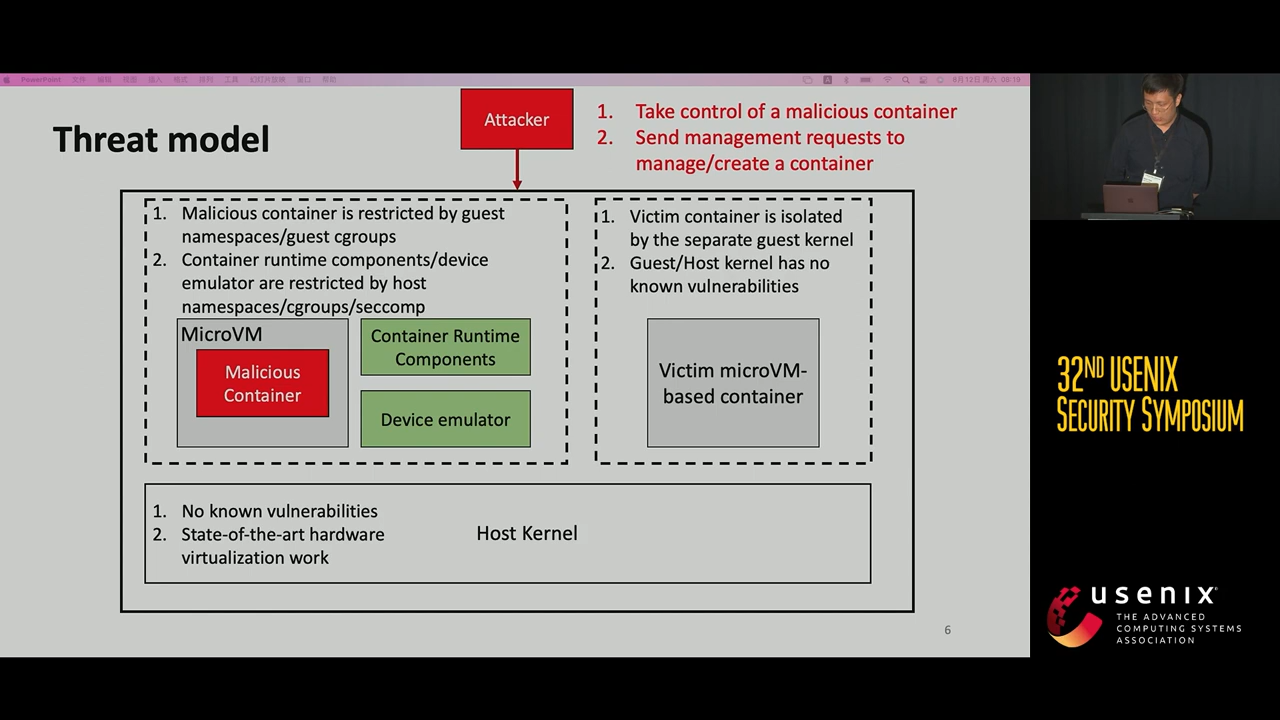 PowerPoint 文件 编辑 视图 插入 格式 排列 工具 幻灯片放映 窗口 帮助
8月12日 周六 08:19
Threat model
Attacker
1. Take control of a malicious container
2. Send management requests to
manage/create a container
1. Malicious container is restricted by guest
namespaces/guest cgroups
2. Container runtime components/device
emulator are restricted by host
namespaces/cgroups/seccomp
MicroVM
Malicious
Container
Container Runtime
Components
Device emulator
1. Victim container is isolated
by the separate guest kernel
2. Guest/Host kernel has no
known vulnerabilities
Victim microVM-
based container
1. No known vulnerabilities
2. State-of-the-art hardware
virtualization work
Host Kernel
6
32ND USENIX
SECURITY SYMPOSIUM
usenix
THE ADVANCED
COMPUTING SYSTEMS
ASSOCIATION